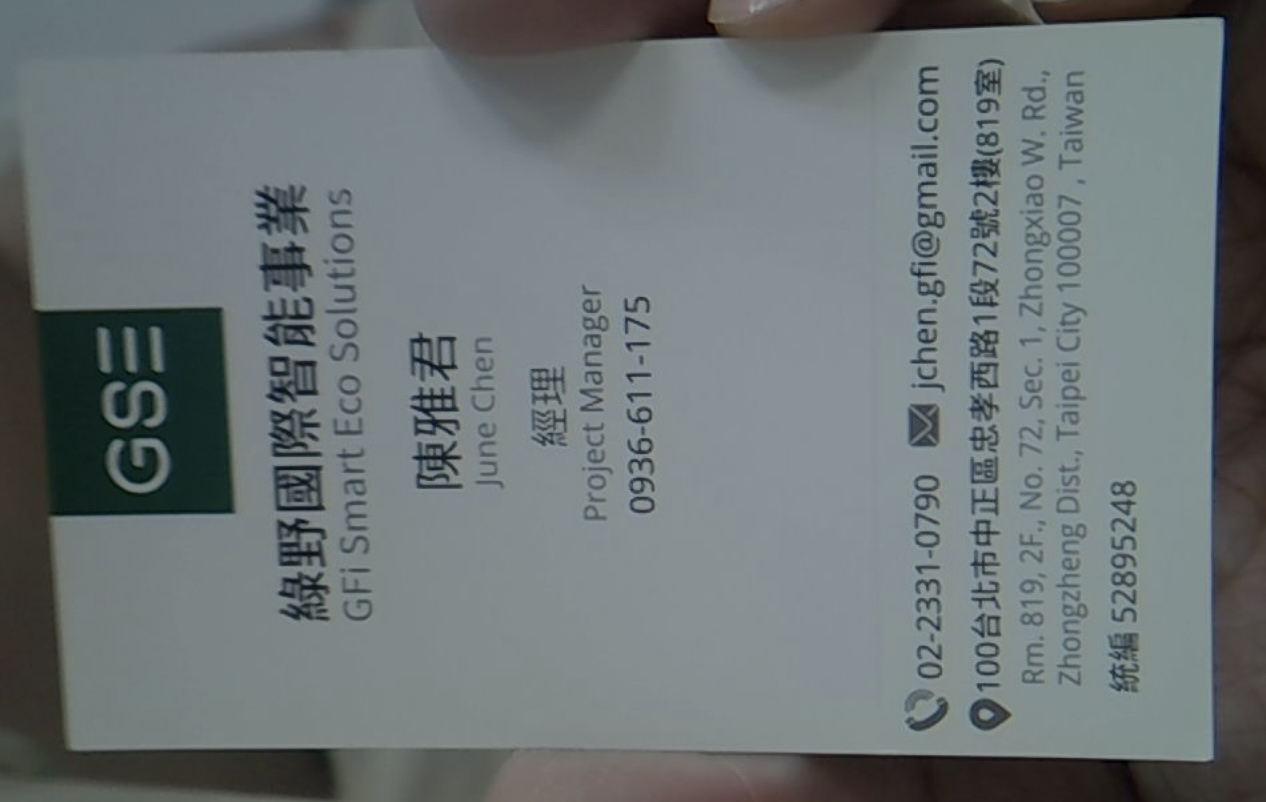 GSE
綠野國際智能事業
GFi Smart Eco Solutions
陳雅君
June Chen
經理
Project Manager
0936-611-175
02-2331-0790 jchen.gfi@gmail.com
100台北市中正區忠孝西路1段72號2樓(819室)
Rm. 819, 2F., No. 72, Sec. 1, Zhongxiao W. Rd.,
Zhongzheng Dist., Taipei City 100007 , Taiwan
統編 52895248